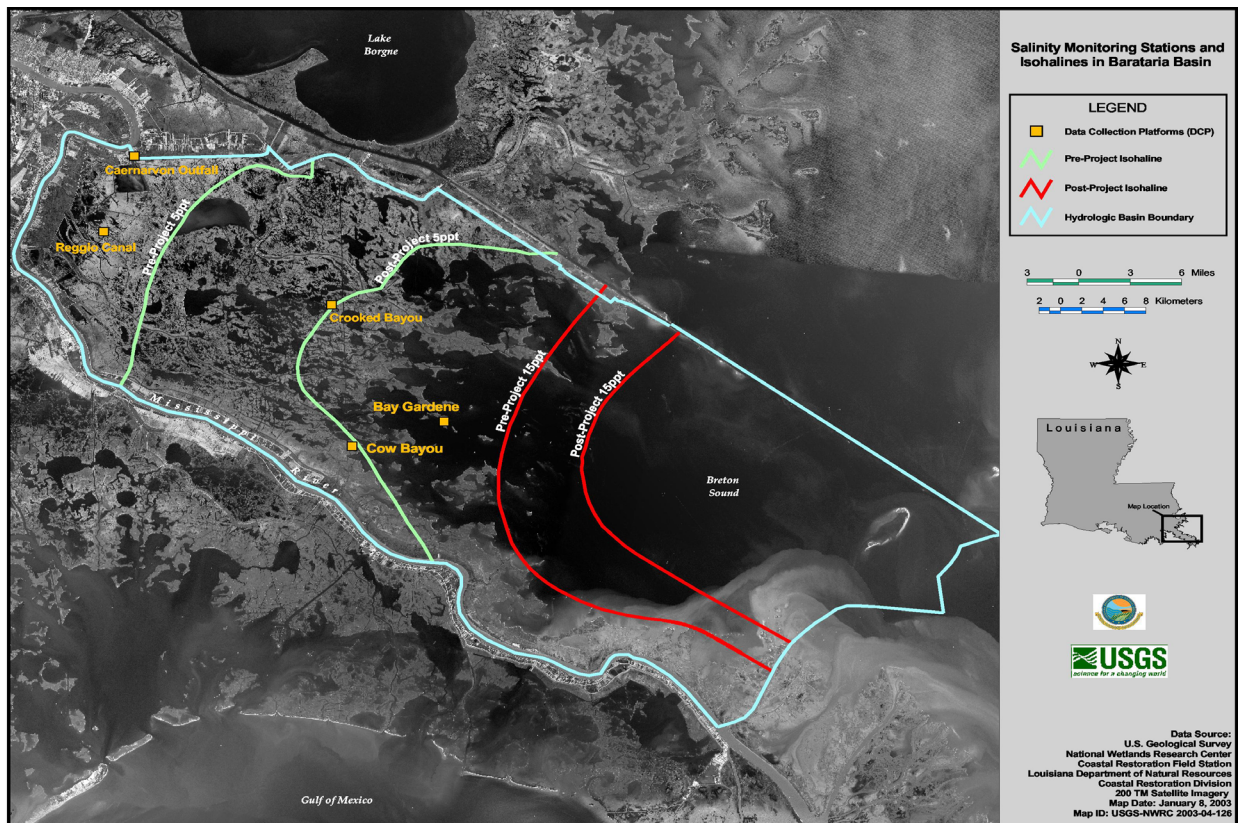 Lake
Borgne
Caernarvon Outfall
Reggio Canal
Pre-Project 5ppt
Post-Project 5ppt
Crooked Bayou
Bay Gardene
Cow Bayou
Mississippi River
Pre-Project 15ppt
Post-Project 15ppt
Breton
Sound
Gulf of Mexico
Salinity Monitoring Stations and
Isohalines in Barataria Basin
LEGEND
Data Collection Platforms (DCP)
Pre-Project Isohaline
Post-Project Isohaline
Hydrologic Basin Boundary
3 0 3 6 Miles
2 0 2 4 6 8 Kilometers
N
W E
S
Louisiana
Map Location
USGS
science for a changing world
Data Source:
U.S. Geological Survey
National Wetlands Research Center
Coastal Restoration Field Station
Louisiana Department of Natural Resources
Coastal Restoration Division
200 TM Satellite Imagery
Map Date: January 8, 2003
Map ID: USGS-NWRC 2003-04-126